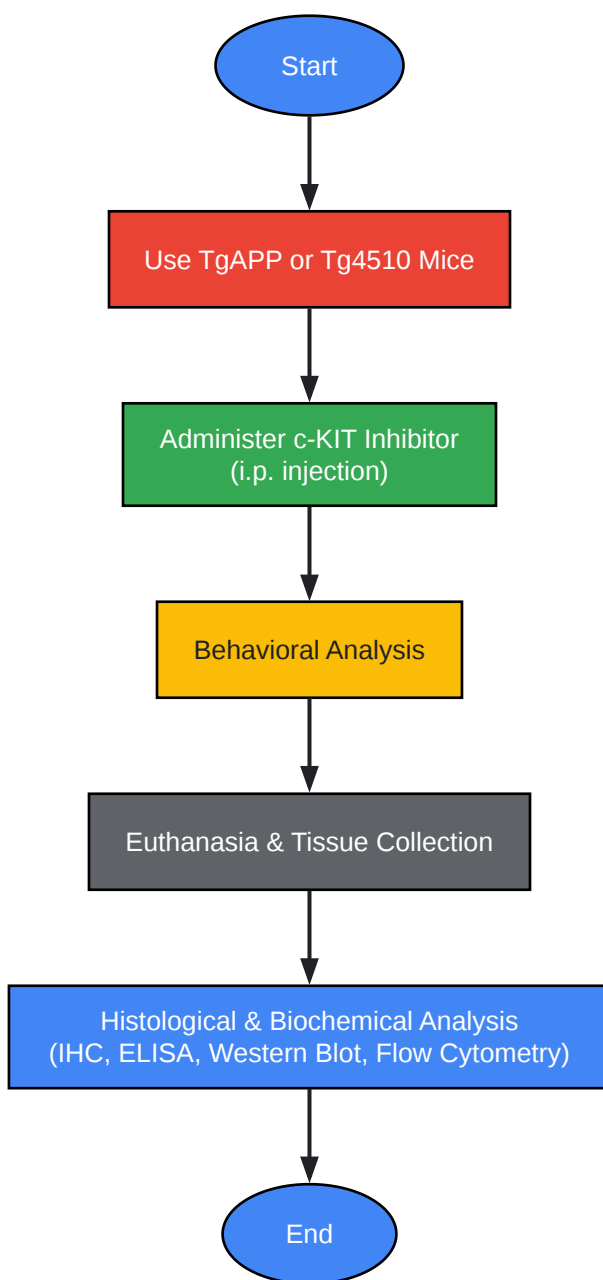 Start
Use TgAPP or Tg4510 Mice
Administer c-KIT Inhibitor
(i.p. injection)
Behavioral Analysis
Euthanasia & Tissue Collection
Histological & Biochemical Analysis
(IHC, ELISA, Western Blot, Flow Cytometry)
End